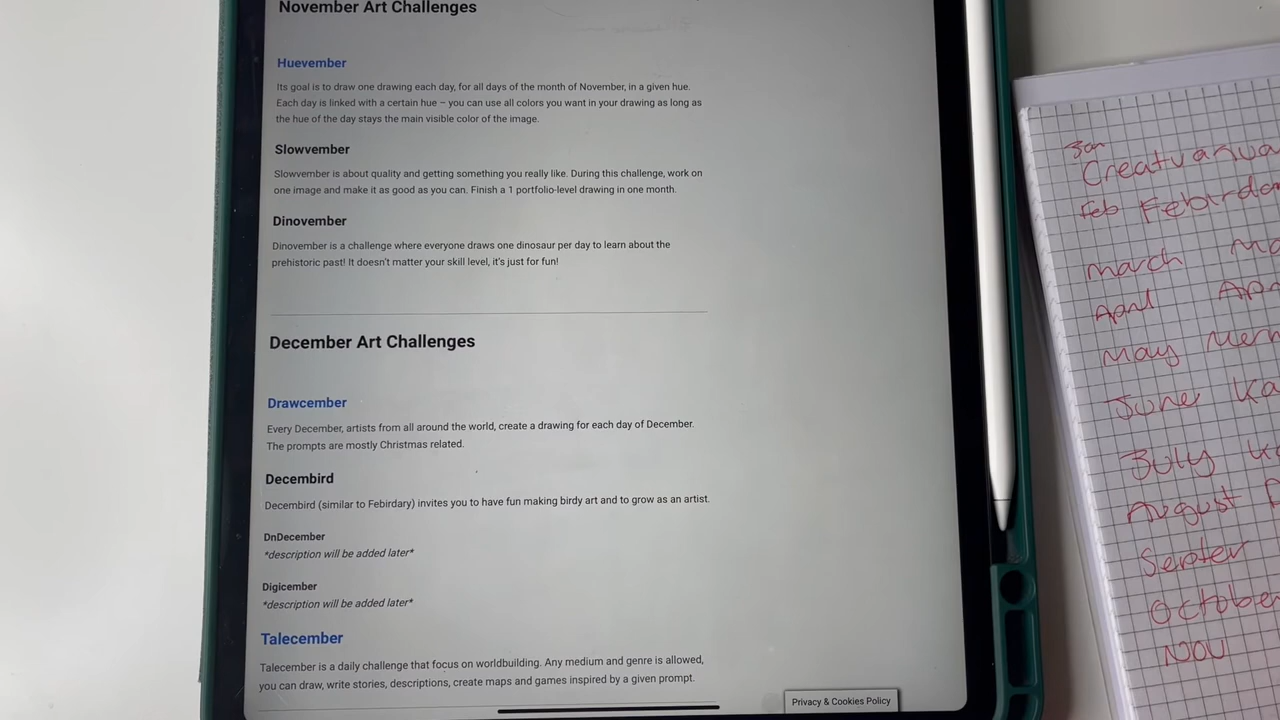 November Art Challenges
Huevember
Its goal is to draw one drawing each day, for all days of the month of November, in a given hue.
Each day is linked with a certain hue – you can use all colors you want in your drawing as long as
the hue of the day stays the main visible color of the image.
Slowvember
Slowvember is about quality and getting something you really like. During this challenge, work on
one image and make it as good as you can. Finish a 1 portfolio-level drawing in one month.
Dinovember
Dinovember is a challenge where everyone draws one dinosaur per day to learn about the
prehistoric past! It doesn't matter your skill level, it's just for fun!
December Art Challenges
Drawcember
Every December, artists from all around the world, create a drawing for each day of December.
The prompts are mostly Christmas related.
Decembird
Decembird (similar to Febirdary) invites you to have fun making birdy art and to grow as an artist.
DnDecember
*description will be added later*
Digicember
*description will be added later*
Talecember
Talecember is a daily challenge that focus on worldbuilding. Any medium and genre is allowed,
you can draw, write stories, descriptions, create maps and games inspired by a given prompt.
Privacy & Cookies Policy
Jan
Creatuanua
Feb Febirda
March Ma
April Apr
May Merm
June Ka
July
August
Septer
October
Nov